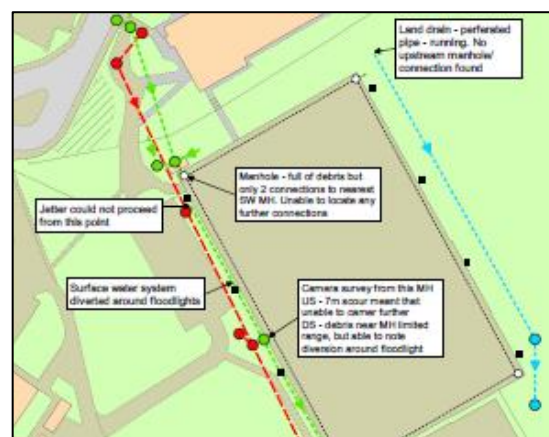 Land drain - perforated
pipe - running. No
upstream manhole/
connection found
Manhole - full of debris but
only 2 connections to nearest
SW MH. Unable to locate any
further connections
Jetter could not proceed
from this point
Surface water system
diverted around floodlights
Camera survey from this MH
US - 7m scour meant that
unable to camer further
DS - debris near MH limited
range, but able to note
diversion around floodlight